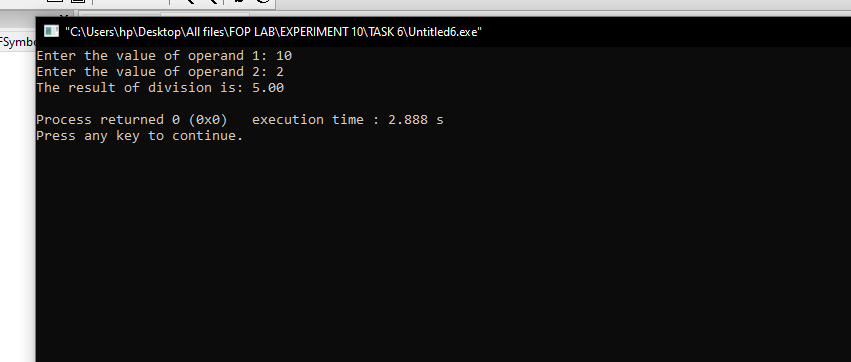 "C:\Users\hp\Desktop\All files\FOP LAB\EXPERIMENT 10\TASK 6\Untitled6.exe"
FSymbo
Enter the value of operand 1: 10
Enter the value of operand 2: 2
The result of division is: 5.00
Process returned 0 (0x0)   execution time : 2.888 s
Press any key to continue.